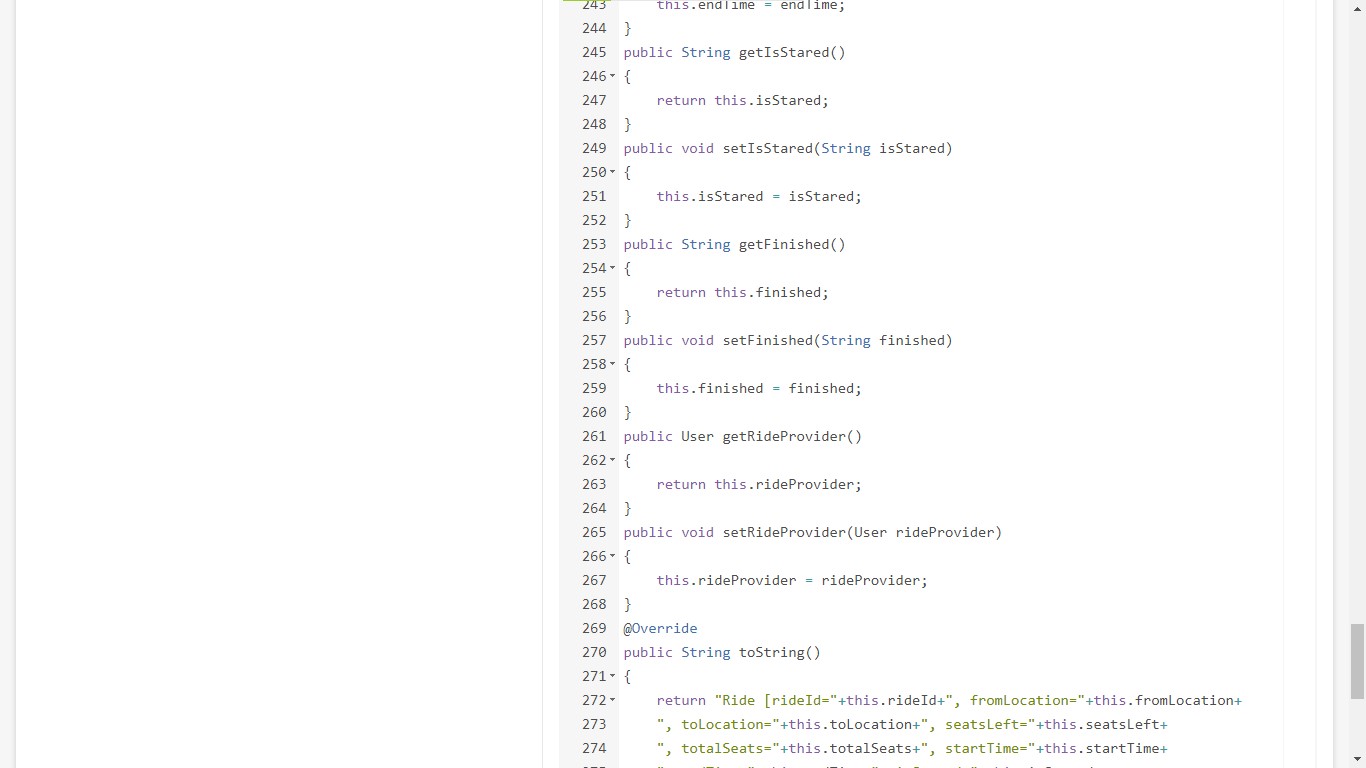 243 this.endTime = endTime;
244 }
245 public String getIsStared()
246 {
247 return this.isStared;
248 }
249 public void setIsStared(String isStared)
250 {
251 this.isStared = isStared;
252 }
253 public String getFinished()
254 {
255 return this.finished;
256 }
257 public void setFinished(String finished)
258 {
259 this.finished = finished;
260 }
261 public User getRideProvider()
262 {
263 return this.rideProvider;
264 }
265 public void setRideProvider(User rideProvider)
266 {
267 this.rideProvider = rideProvider;
268 }
269 @Override
270 public String toString()
271 {
272 return "Ride [rideId="+this.rideId+", fromLocation="+this.fromLocation+
273 ", toLocation="+this.toLocation+", seatsLeft="+this.seatsLeft+
274 ", totalSeats="+this.totalSeats+", startTime="+this.startTime+